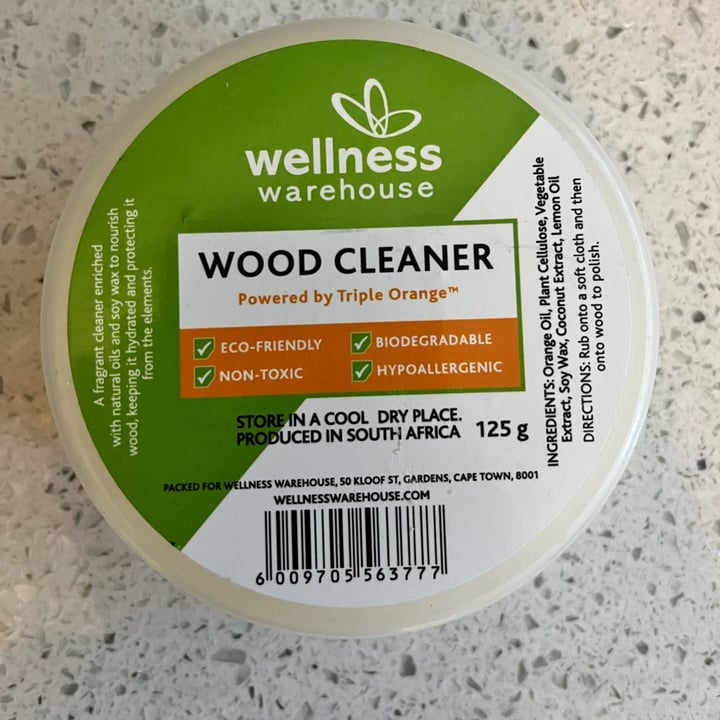 wellness
warehouse
WOOD CLEANER
Powered by Triple Orange™
ECO-FRIENDLY
BIODEGRADABLE
NON-TOXIC
HYPOALLERGENIC
STORE IN A COOL DRY PLACE.
PRODUCED IN SOUTH AFRICA
125 g
PACKED FOR WELLNESS WAREHOUSE, 50 KLOOF ST, GARDENS, CAPE TOWN, 8001
WELLNESSWAREHOUSE.COM
6 009705 563777
A fragrant cleaner enriched
with natural oils and soy wax to nourish
wood, keeping it hydrated and protecting it
from the elements.
INGREDIENTS: Orange Oil, Plant Cellulose, Vegetable
Extract, Soy Wax, Coconut Extract, Lemon Oil
DIRECTIONS: Rub onto a soft cloth and then
onto wood to polish.